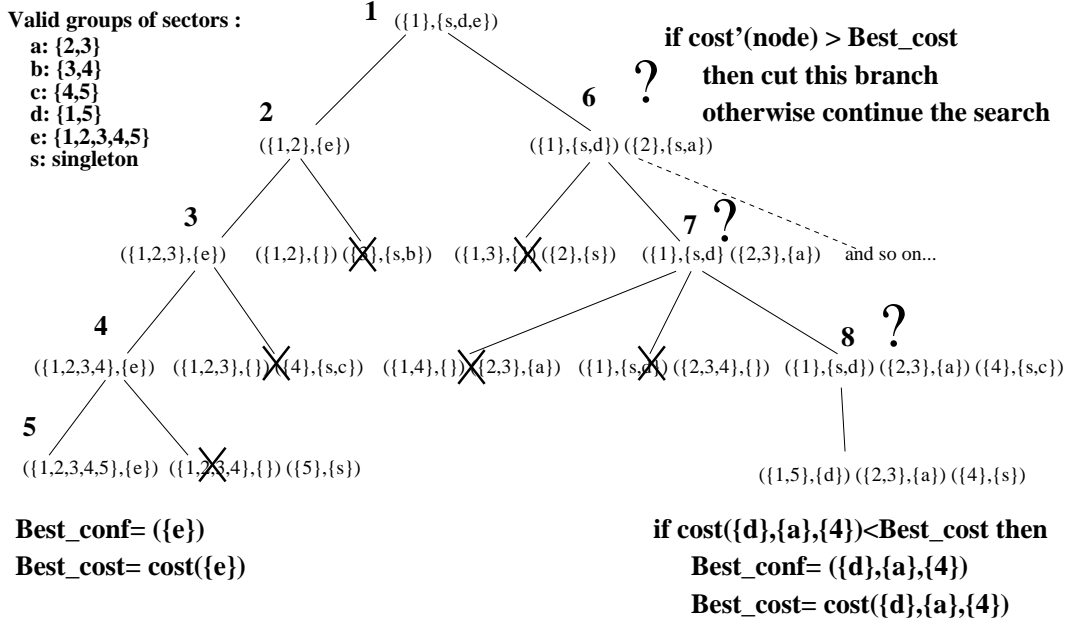 Valid groups of sectors :
a: {2,3}
b: {3,4}
c: {4,5}
d: {1,5}
e: {1,2,3,4,5}
s: singleton
1
({1},{s,d,e})
if cost'(node) > Best_cost
then cut this branch
otherwise continue the search
2
6
?
({1,2},{e})
({1},{s,d}) ({2},{s,a})
3
7
?
({1,2,3},{e})
({1,2},{}) ({3},{s,b})
({1,3},{}) ({2},{s})
({1},{s,d} ({2,3},{a})
and so on...
4
8
?
({1,2,3,4},{e})
({1,2,3},{}) ({4},{s,c})
({1,4},{}) ({2,3},{a})
({1},{s,d}) ({2,3,4},{})
({1},{s,d}) ({2,3},{a}) ({4},{s,c})
5
({1,2,3,4,5},{e})
({1,2,3,4},{}) ({5},{s})
({1,5},{d}) ({2,3},{a}) ({4},{s})
Best_conf= ({e})
Best_cost= cost({e})
if cost({d},{a},{4})<Best_cost then
Best_conf= ({d},{a},{4})
Best_cost= cost({d},{a},{4})